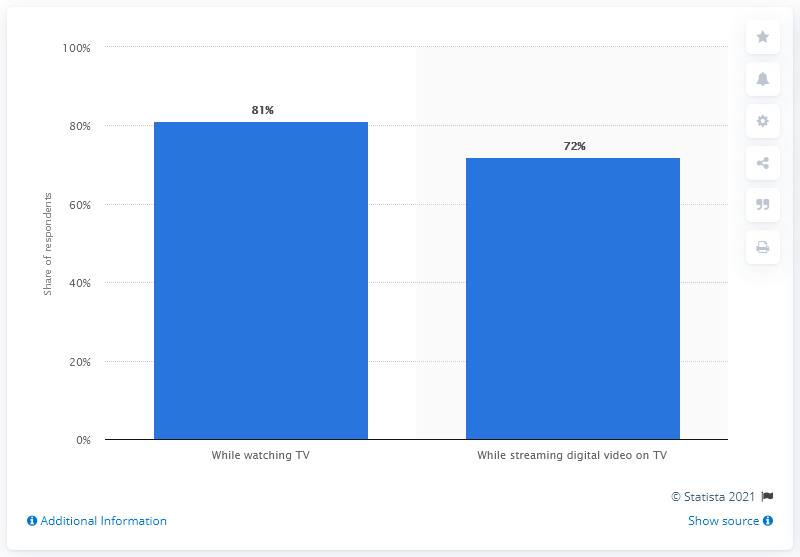 100%
80%
60%
40%
20%
0%
Share of respondents
81%
72%
While watching TV
While streaming digital video on TV
© Statista 2021
Additional Information
Show source